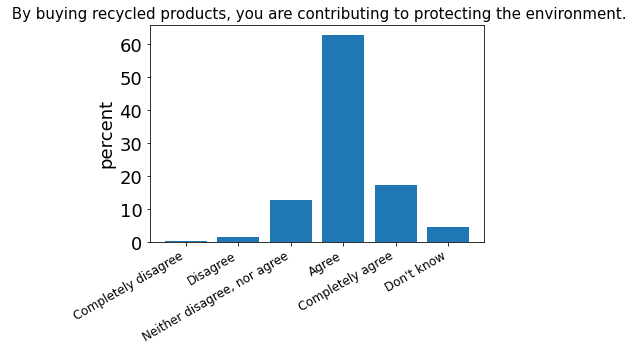 By buying recycled products, you are contributing to protecting the environment.
percent
60
50
40
30
20
10
0
Completely disagree
Disagree
Neither disagree, nor agree
Agree
Completely agree
Don't know